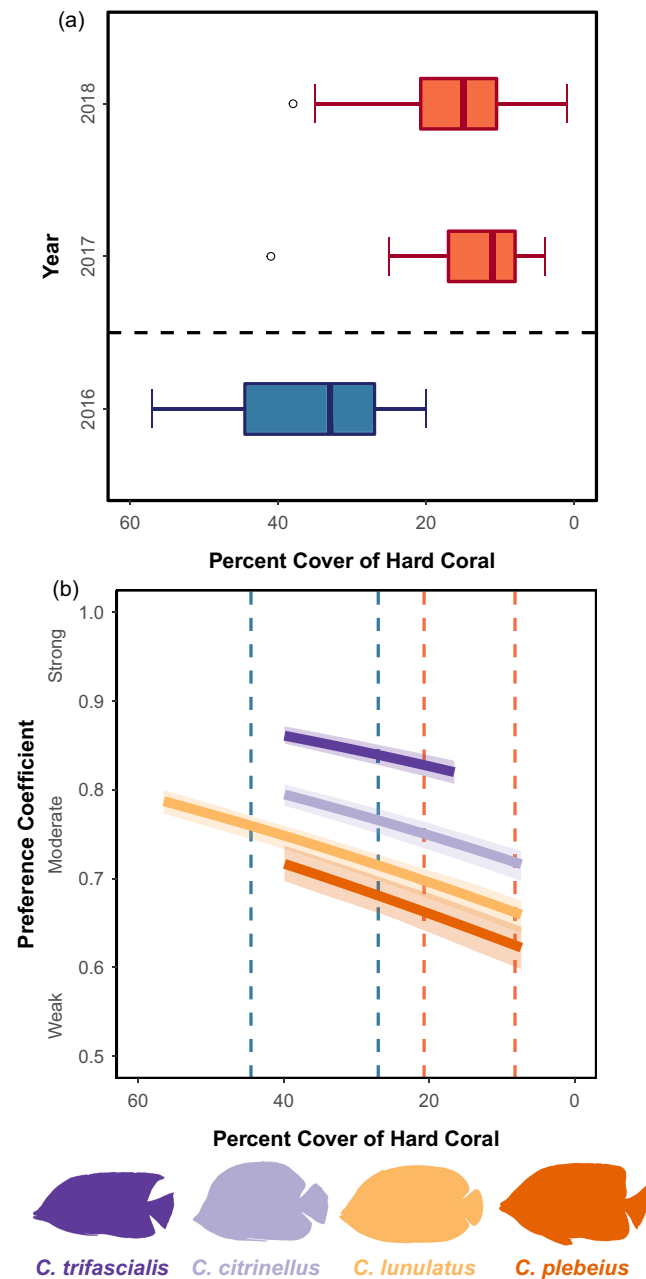 (a)
2018
2017
2016
Year
60 40 20 0
Percent Cover of Hard Coral
(b)
1.0
0.9
0.8
0.7
0.6
0.5
Strong
Moderate
Weak
Preference Coefficient
60 40 20 0
Percent Cover of Hard Coral
C. trifascialis C. citrinellus C. lunulatus C. plebeius